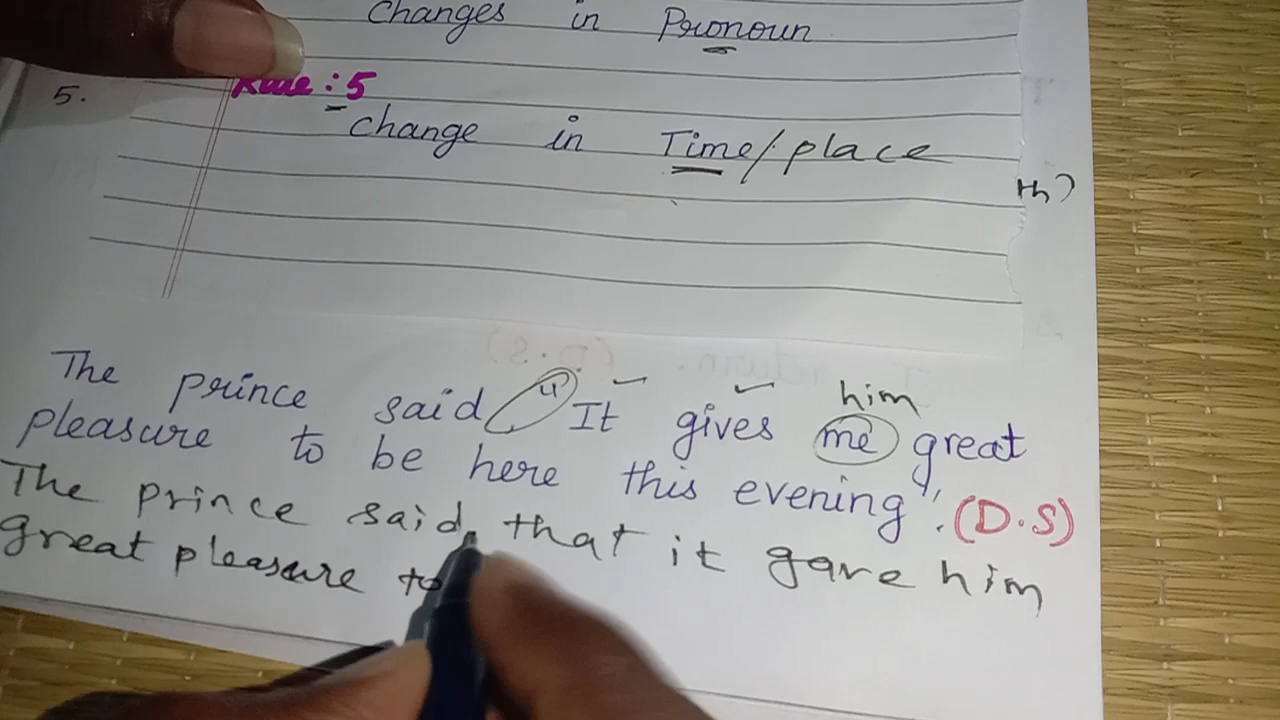 Changes in Pronoun
5. Rule : 5
Change in Time/place
The prince said "It gives me great
him
pleasure to be here this evening". (D.S)
The prince said that it gave him
great pleasure to